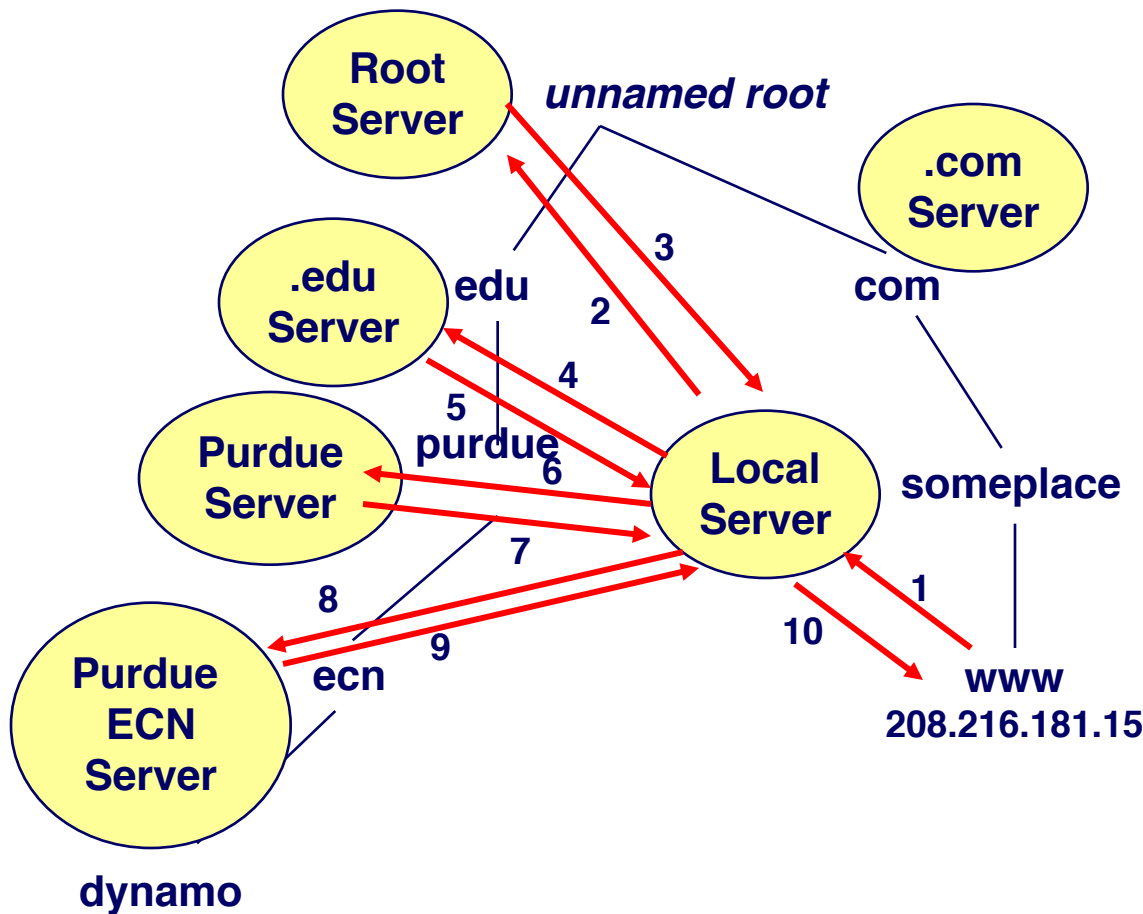 Root
Server
unnamed root
.com
Server
3
.edu
Server
edu
com
2
4
5
purdue
Purdue
Server
6
Local
Server
someplace
7
8
9
1
10
ecn
Purdue
ECN
Server
www
208.216.181.15
dynamo